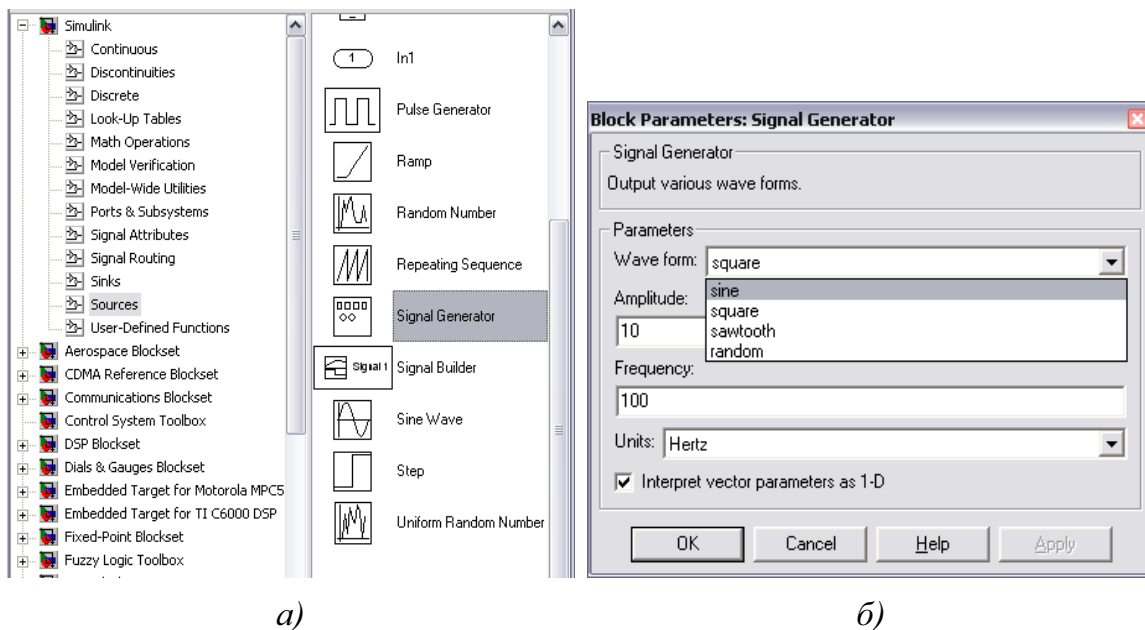 Simulink
Continuous
Discontinuities
Discrete
Look-Up Tables
Math Operations
Model Verification
Model-Wide Utilities
Ports & Subsystems
Signal Attributes
Signal Routing
Sinks
Sources
User-Defined Functions
Aerospace Blockset
CDMA Reference Blockset
Communications Blockset
Control System Toolbox
DSP Blockset
Dials & Gauges Blockset
Embedded Target for Motorola MPC5
Embedded Target for TI C6000 DSP
Fixed-Point Blockset
Fuzzy Logic Toolbox
1 In1
Pulse Generator
Ramp
Random Number
Repeating Sequence
Signal Generator
Signal 1 Signal Builder
Sine Wave
Step
Uniform Random Number
а)
Block Parameters: Signal Generator
Signal Generator
Output various wave forms.
Parameters
Wave form: square
sine
square
sawtooth
random
Amplitude:
10
Frequency:
100
Units: Hertz
Interpret vector parameters as 1-D
OK Cancel Help Apply
б)